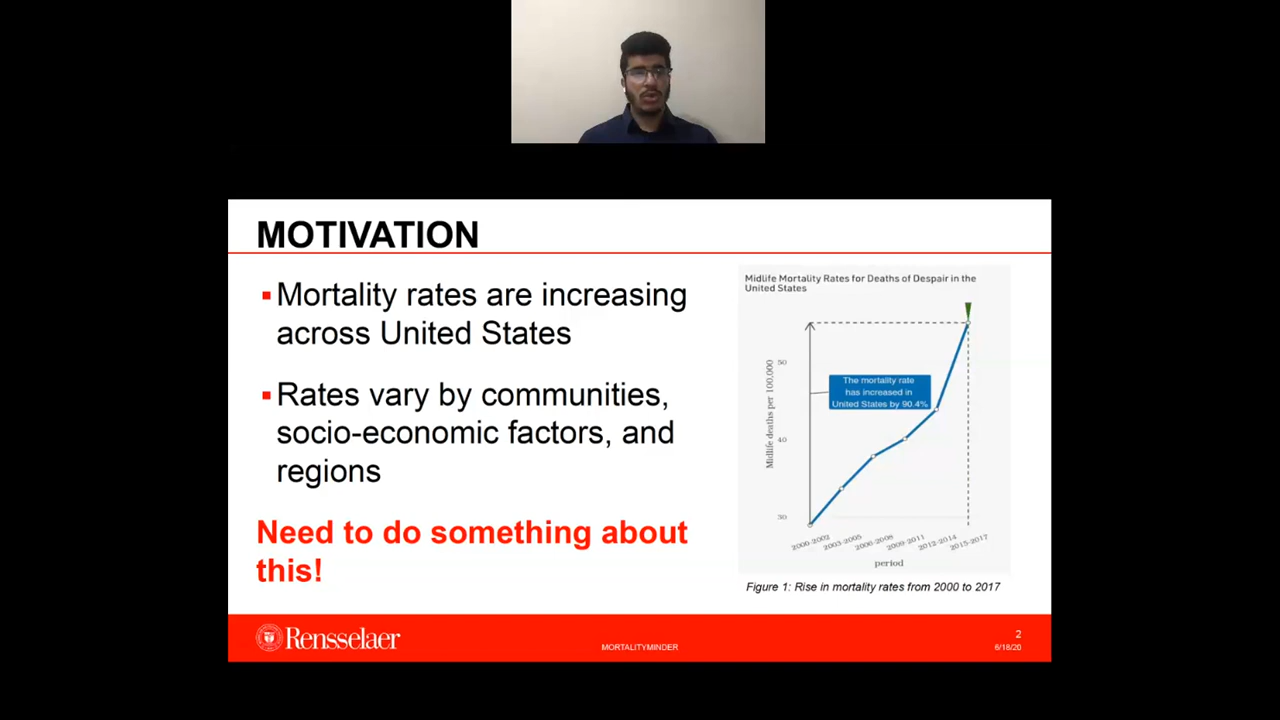 MOTIVATION
▪Mortality rates are increasing
across United States
▪Rates vary by communities,
socio-economic factors, and
regions
Need to do something about
this!
Midlife Mortality Rates for Deaths of Despair in the
United States
Midlife deaths per 100,000
50
40
30
The mortality rate
has increased in
United States by 90.4%
2000-2002
2003-2005
2006-2008
2009-2011
2012-2014
2015-2017
period
Figure 1: Rise in mortality rates from 2000 to 2017
Rensselaer
MORTALITYMINDER
2
6/18/20